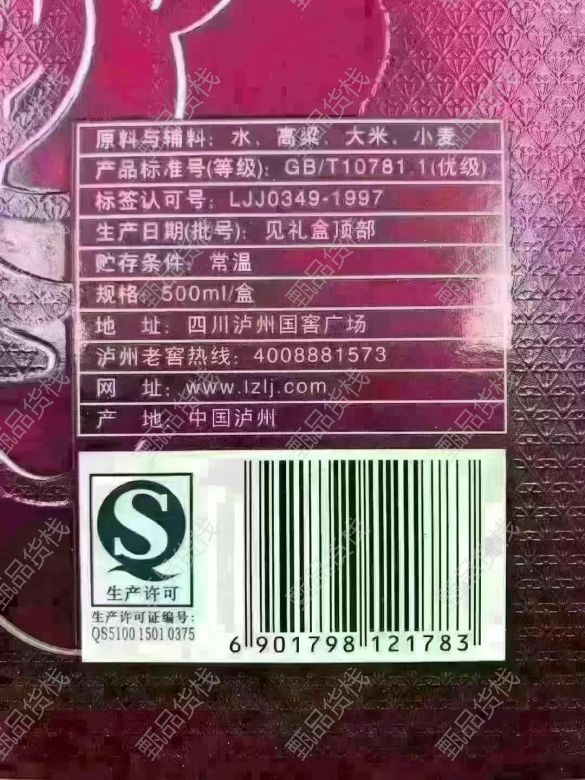 原料与辅料：水、高粱、大米、小麦
产品标准号(等级)：GB/T10781.1(优级)
标签认可号：LJJ0349-1997
生产日期(批号)：见礼盒顶部
贮存条件：常温
规格：500ml/盒
地 址：四川泸州国窖广场
泸州老窖热线：4008881573
网 址：www.lzlj.com
产 地：中国泸州
S
生产许可
生产许可证编号：
QS5100 1501 0375
6 901798 121783
甄品货栈